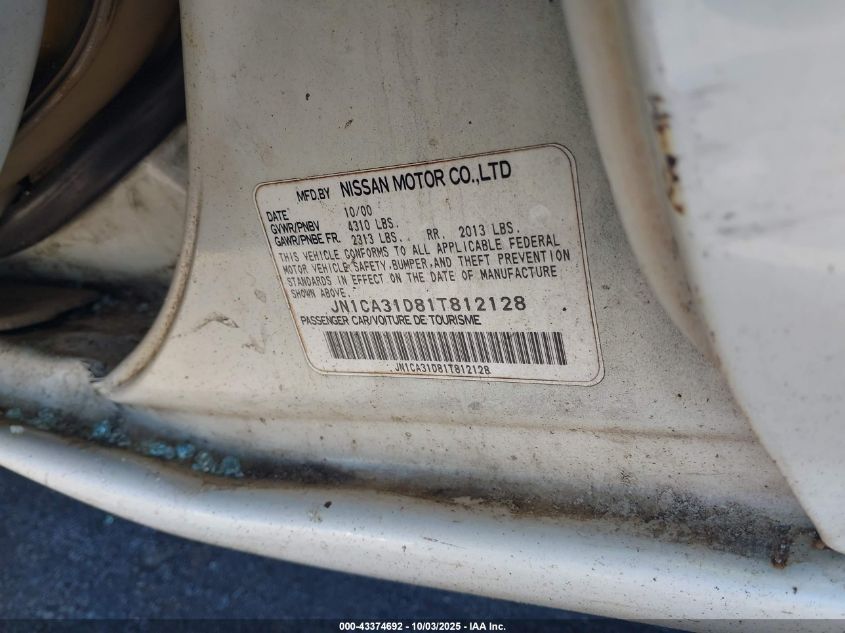 MFD.BY NISSAN MOTOR CO.,LTD
DATE 10/00
GVWR/PNBV 4310 LBS.
GAWR/PNBE FR. 2313 LBS.. RR. 2013 LBS.
THIS VEHICLE CONFORMS TO ALL APPLICABLE FEDERAL
MOTOR VEHICLE SAFETY, BUMPER, AND THEFT PREVENTION
STANDARDS IN EFFECT ON THE DATE OF MANUFACTURE
SHOWN ABOVE.
JN1CA31D81T812128
PASSENGER CAR/VOITURE DE TOURISME
JN1CA31D81T812128
000-43374692 - 10/03/2025 - IAA Inc.